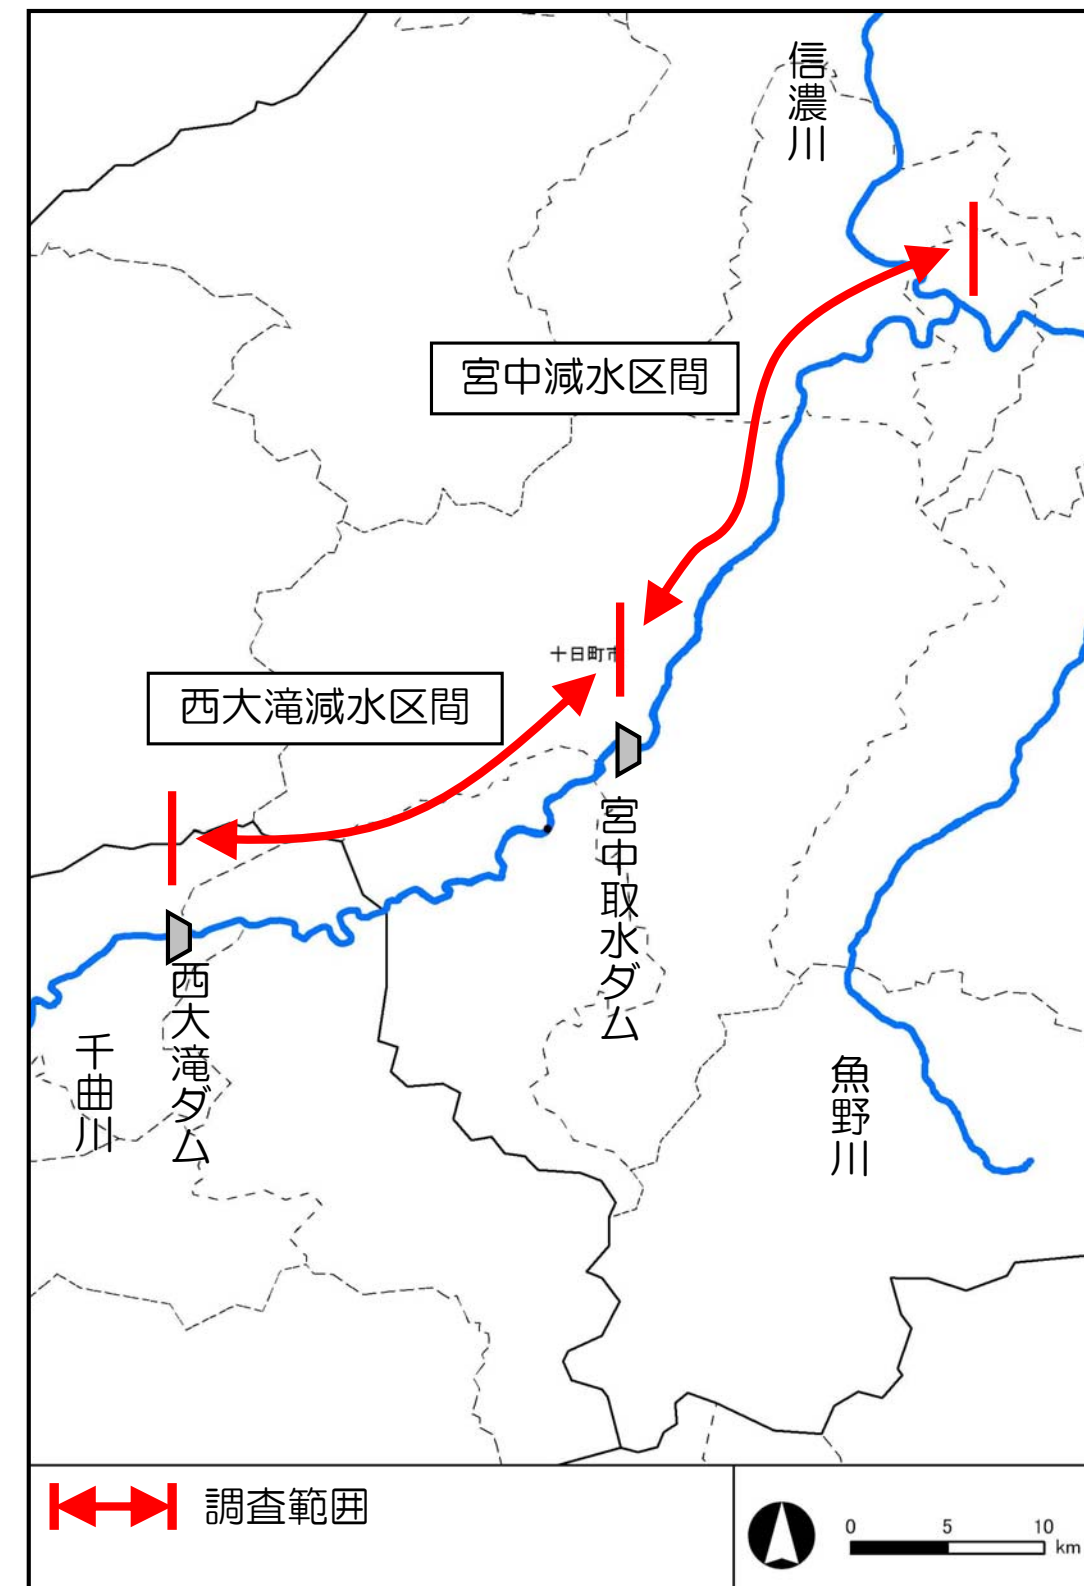 信濃川
宮中減水区間
十日町市
西大滝減水区間
宮中取水ダム
西大滝ダム
千曲川
魚野川
調査範囲
0 5 10
km